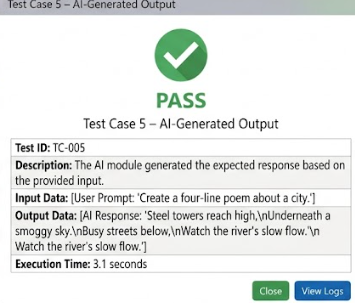 Test Case 5 – AI-Generated Output
PASS
Test Case 5 – AI-Generated Output
Test ID: TC-005
Description: The AI module generated the expected response based on
the provided input.
Input Data: [User Prompt: 'Create a four-line poem about a city.']
Output Data: [AI Response: 'Steel towers reach high,\nUnderneath a
smoggy sky.\nBusy streets below,\nWatch the river's slow flow.'\n
Watch the river's slow flow.']
Execution Time: 3.1 seconds
Close View Logs